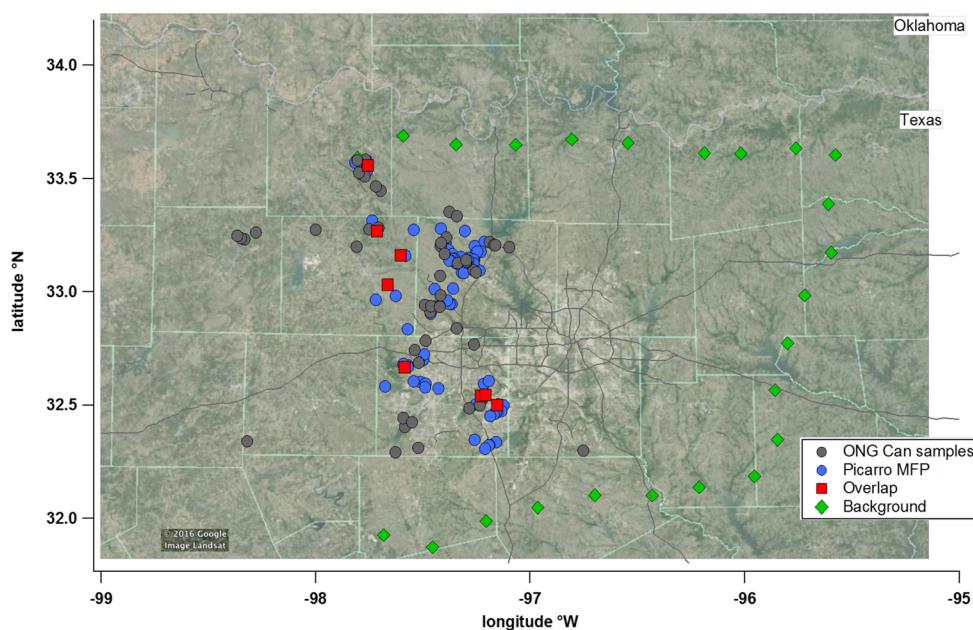 Oklahoma
Texas
34.0
33.5
33.0
32.5
32.0
latitude °N
ONG Can samples
Picarro MFP
Overlap
Background
© 2016 Google
Image Landsat
-99
-98
-97
-96
-95
longitude °W